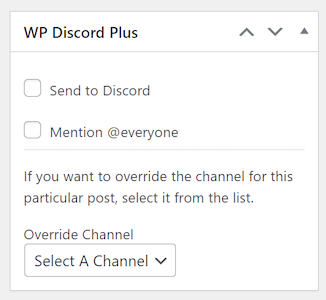 WP Discord Plus
Send to Discord
Mention @everyone
If you want to override the channel for this
particular post, select it from the list.
Override Channel
Select A Channel